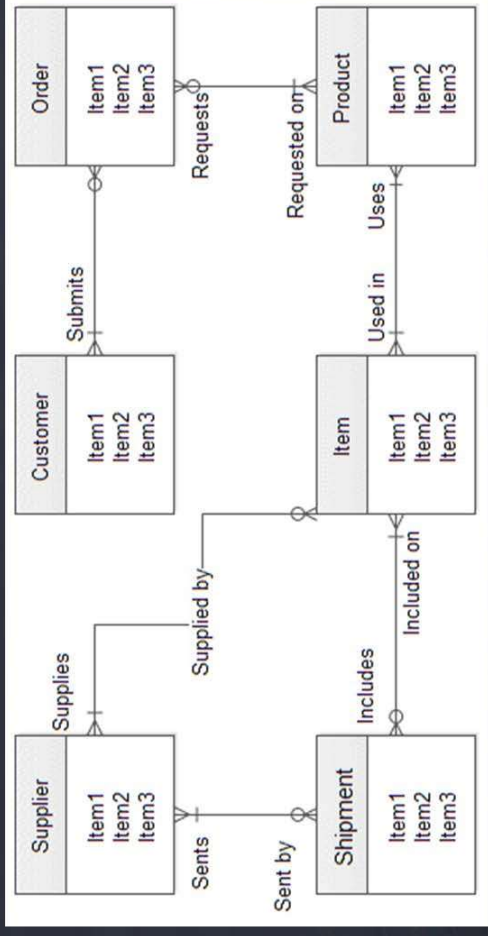 Supplier
Item1
Item2
Item3
Supplies
Customer
Item1
Item2
Item3
Submits
Order
Item1
Item2
Item3
Sents
Supplied by
Requests
Sent by
Requested on
Shipment
Item1
Item2
Item3
Includes
Included on
Item
Item1
Item2
Item3
Used in
Uses
Product
Item1
Item2
Item3